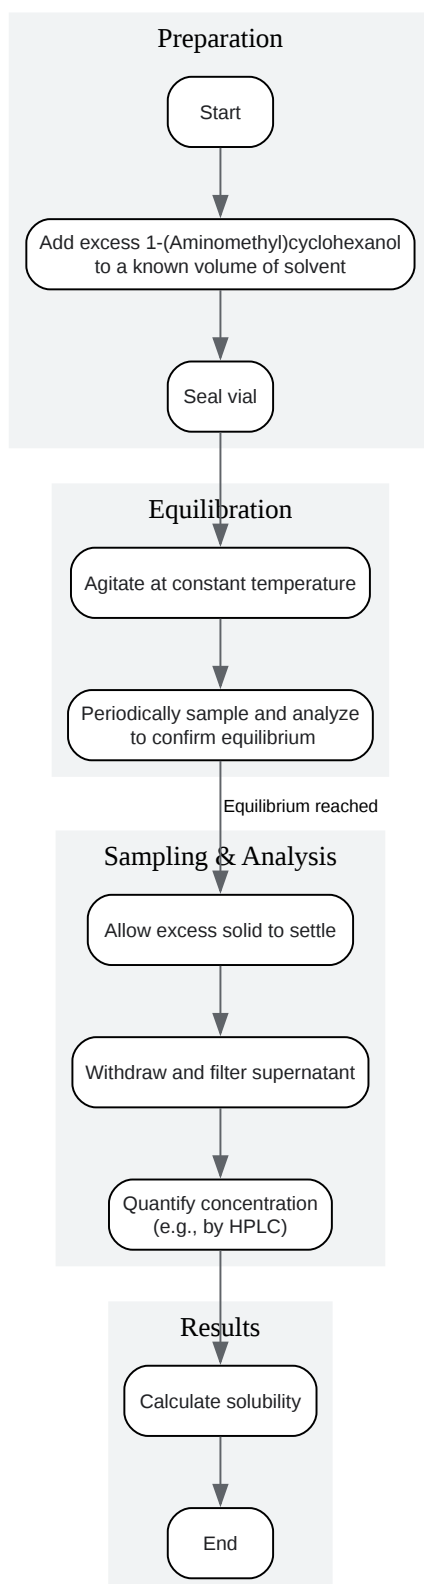 Preparation
Start
Add excess 1-(Aminomethyl)cyclohexanol
to a known volume of solvent
Seal vial
Equilibration
Agitate at constant temperature
Periodically sample and analyze
to confirm equilibrium
Equilibrium reached
Sampling & Analysis
Allow excess solid to settle
Withdraw and filter supernatant
Quantify concentration
(e.g., by HPLC)
Results
Calculate solubility
End